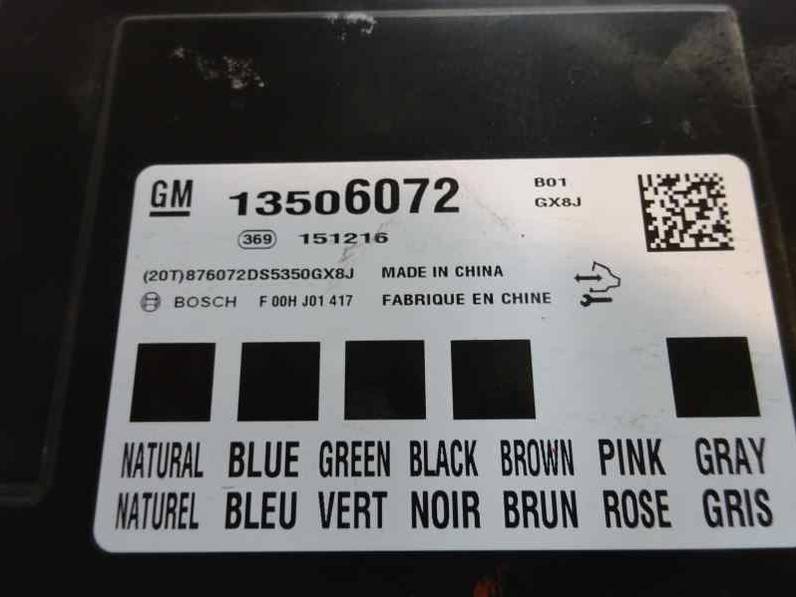 GM 13506072 B01
GX8J
369 151216
(20T)876072DS5350GX8J MADE IN CHINA
BOSCH F 00H J01 417 FABRIQUE EN CHINE
NATURAL BLUE GREEN BLACK BROWN PINK GRAY
NATUREL BLEU VERT NOIR BRUN ROSE GRIS